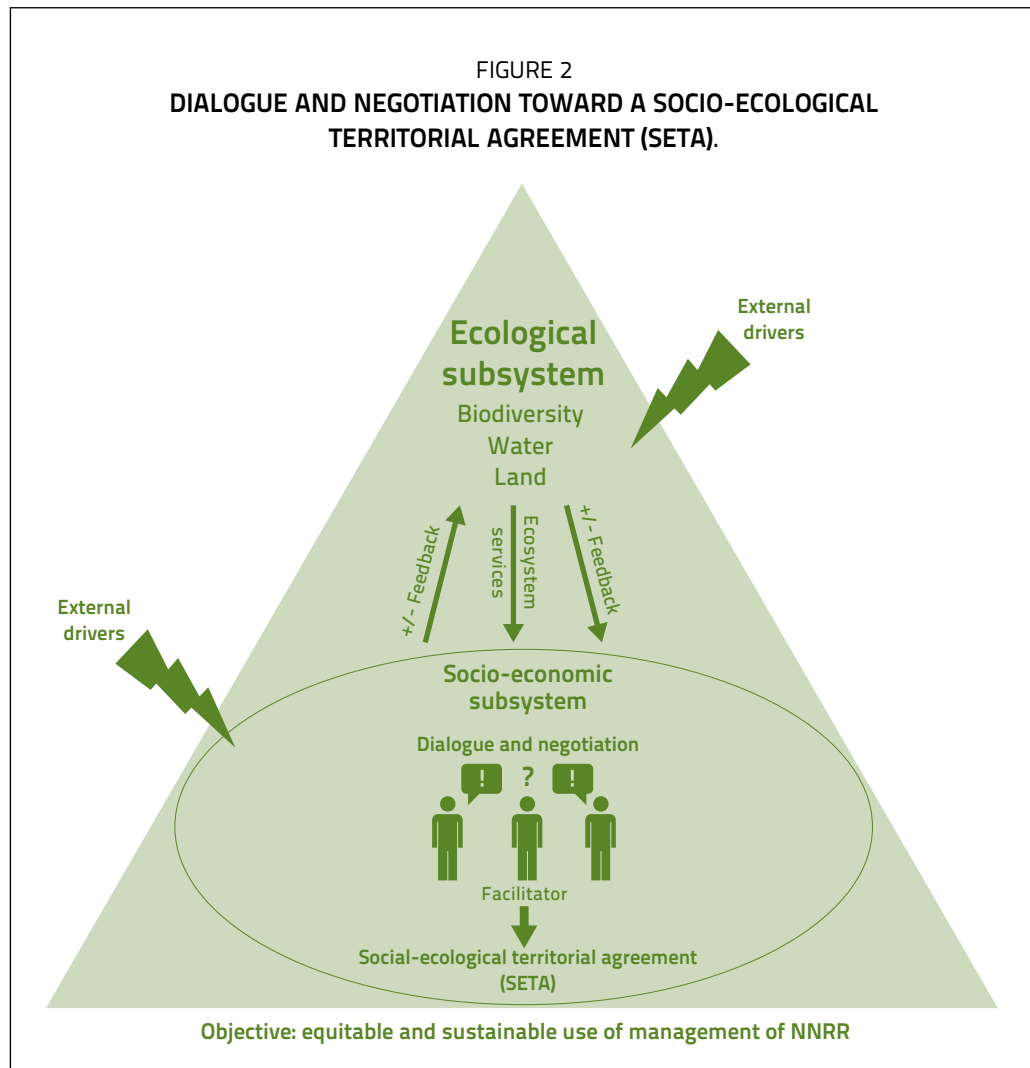 FIGURE 2
DIALOGUE AND NEGOTIATION TOWARD A SOCIO-ECOLOGICAL
TERRITORIAL AGREEMENT (SETA).
External
drivers
Ecological
subsystem
Biodiversity
Water
Land
+/- Feedback
Ecosystem
services
+/- Feedback
External
drivers
Socio-economic
subsystem
Dialogue and negotiation
! ? !
Facilitator
Social-ecological territorial agreement
(SETA)
Objective: equitable and sustainable use of management of NNRR